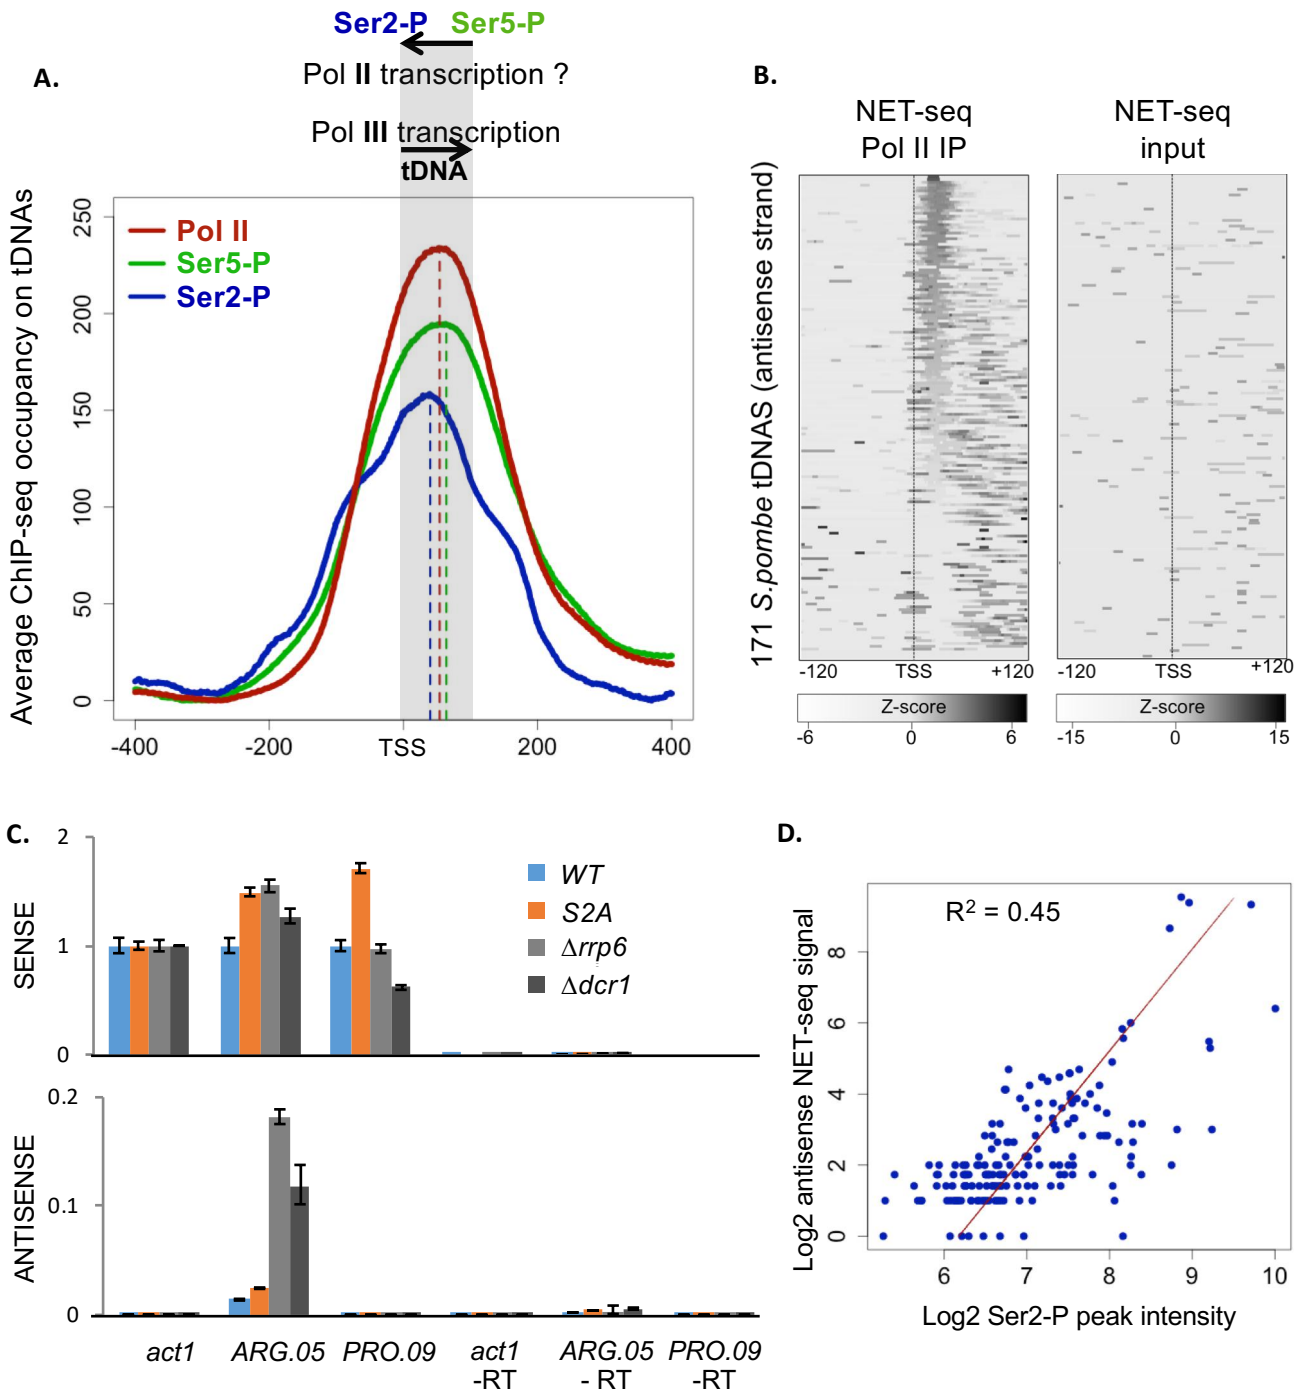 Ser2-P Ser5-P
A.
Pol II transcription ?
Pol III transcription
tDNA
Average ChIP-seq occupancy on tDNAs
250
200
150
100
50
0
Pol II
Ser5-P
Ser2-P
-400 -200 TSS 200 400
B.
NET-seq
Pol II IP
NET-seq
input
171 S.pombe tDNAS (antisense strand)
-120 TSS +120
-120 TSS +120
Z-score
-6 0 6
Z-score
-15 0 15
C.
SENSE
2
1
0
WT
S2A
Δrrp6
Δdcr1
ANTISENSE
0.2
0.1
0
act1 ARG.05 PRO.09 act1 ARG.05 PRO.09
-RT - RT -RT
D.
R2 = 0.45
Log2 antisense NET-seq signal
8
6
4
2
0
6 7 8 9 10
Log2 Ser2-P peak intensity